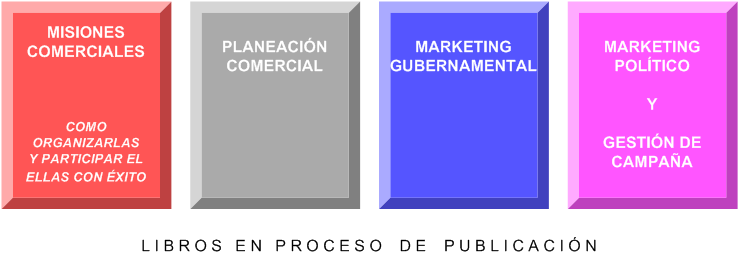 MISIONES
COMERCIALES
COMO
ORGANIZARLAS
Y PARTICIPAR EL
ELLAS CON ÉXITO
PLANEACIÓN
COMERCIAL
MARKETING
GUBERNAMENTAL
MARKETING
POLÍTICO
Y
GESTIÓN DE
CAMPAÑA
LIBROS EN PROCESO DE PUBLICACIÓN